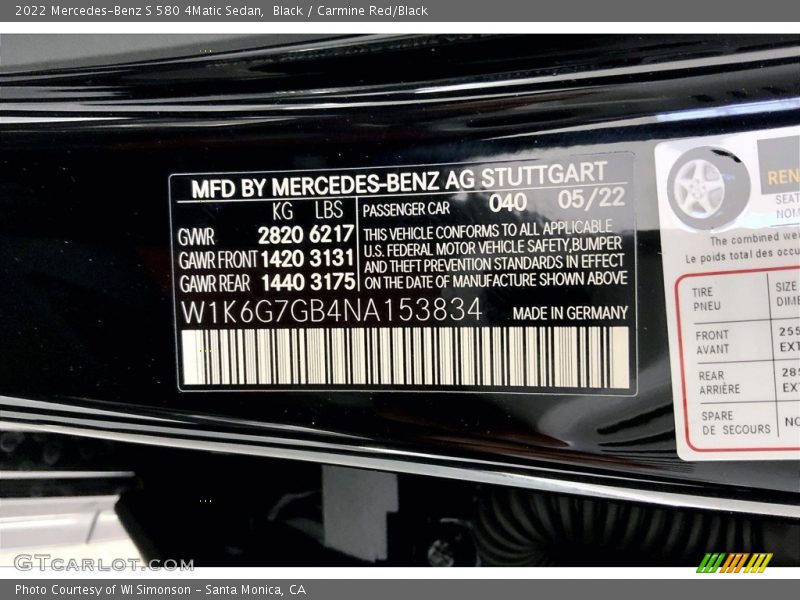 2022 Mercedes-Benz S 580 4Matic Sedan, Black / Carmine Red/Black
MFD BY MERCEDES-BENZ AG STUTTGART
KG LBS
PASSENGER CAR 040 05/22
GWR 2820 6217
GAWR FRONT 1420 3131
GAWR REAR 1440 3175
THIS VEHICLE CONFORMS TO ALL APPLICABLE
U.S. FEDERAL MOTOR VEHICLE SAFETY,BUMPER
AND THEFT PREVENTION STANDARDS IN EFFECT
ON THE DATE OF MANUFACTURE SHOWN ABOVE
W1K6G7GB4NA153834 MADE IN GERMANY
The combined
Le poids total des
TIRE
PNEU
SIZE
FRONT
AVANT
REAR
ARRIÈRE
SPARE
DE SECOURS
GTcarlot.com
Photo Courtesy of WI Simonson - Santa Monica, CA